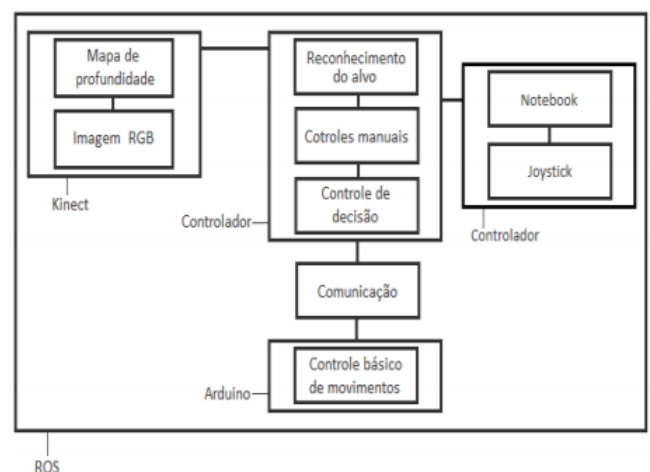 Mapa de
profundidade
Imagem RGB
Kinect
Reconhecimento
do alvo
Cotroles manuais
Controle de
decisão
Controlador
Notebook
Joystick
Controlador
Comunicação
Controle básico
de movimentos
Arduino
ROS